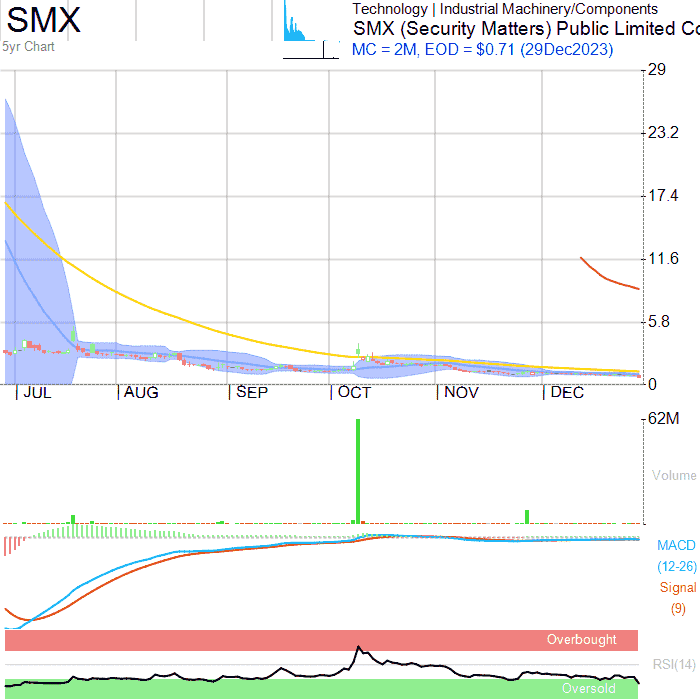 SMX
5yr Chart
Technology | Industrial Machinery/Components
SMX (Security Matters) Public Limited Co
MC = 2M, EOD = $0.71 (29Dec2023)
29
23.2
17.4
11.6
5.8
0
JUL AUG SEP OCT NOV DEC
62M
Volume
MACD
(12-26)
Signal
(9)
Overbought
RSI(14)
Oversold